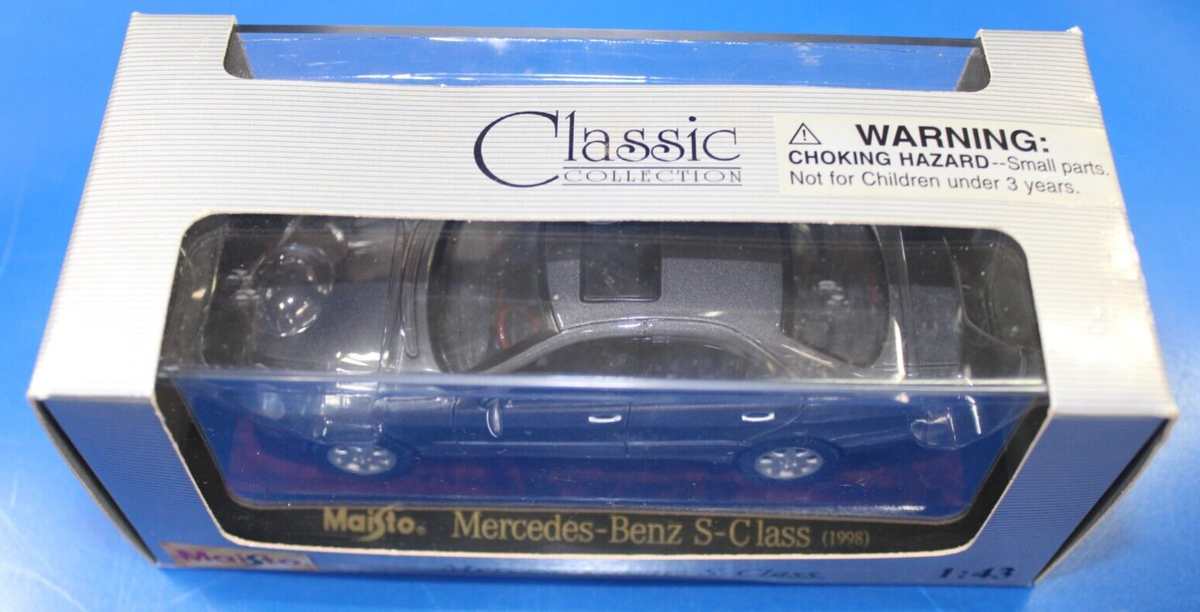 Classic
COLLECTION
WARNING:
CHOKING HAZARD--Small parts.
Not for Children under 3 years.
Maisto® Mercedes-Benz S-Class (1998)
Maisto
S-Class
1:43